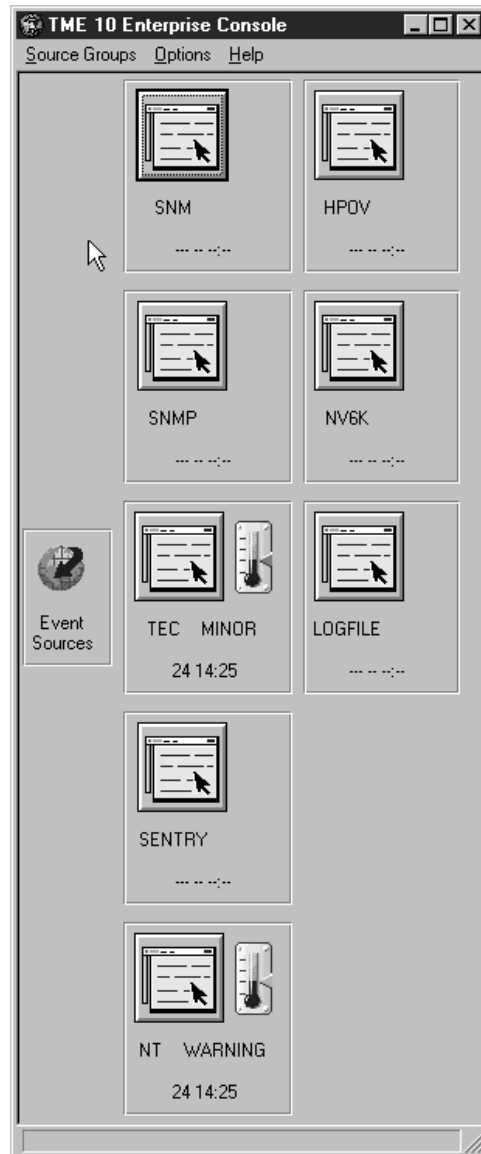 TME 10 Enterprise Console
Source Groups Options Help
SNM
--- -- --:--
HPOV
--- -- --:--
SNMP
--- -- --:--
NV6K
--- -- --:--
Event
Sources
TEC MINOR
24 14:25
LOGFILE
--- -- --:--
SENTRY
--- -- --:--
NT WARNING
24 14:25